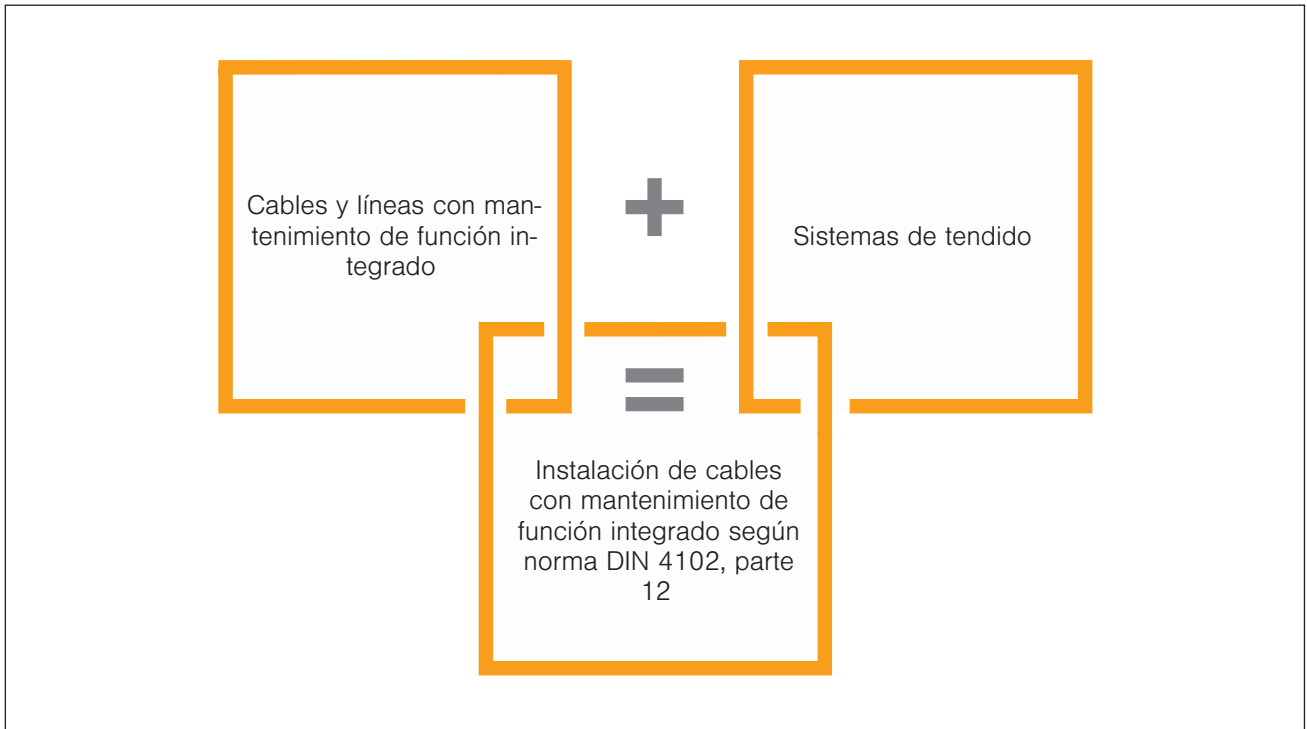 Cables y líneas con man-
tenimiento de función in-
tegrado
+
Sistemas de tendido
=
Instalación de cables
con mantenimiento de
función integrado según
norma DIN 4102, parte
12